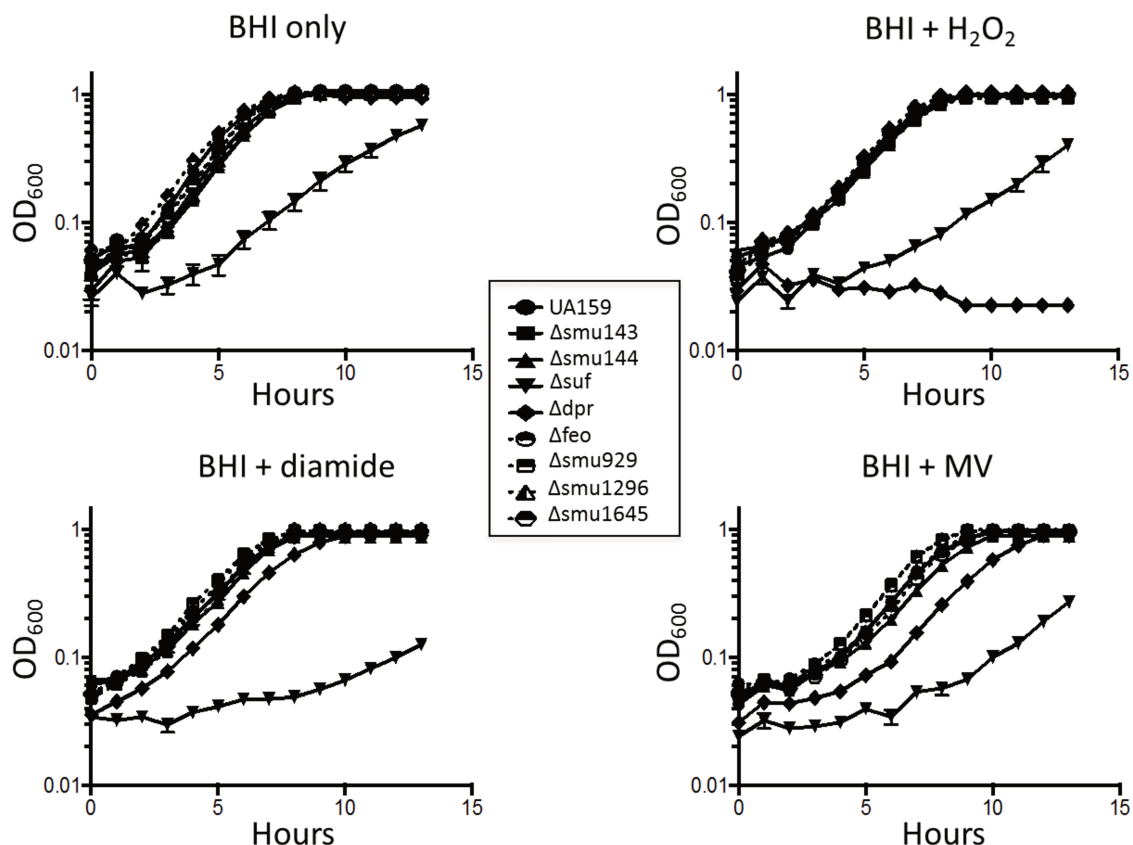 BHI only
1
0.1
0.01
OD600
0
5
10
15
Hours
BHI + H2O2
1
0.1
0.01
OD600
0
5
10
15
Hours
UA159
Δsmu143
Δsmu144
Δsuf
Δdpr
Δfeo
Δsmu929
Δsmu1296
Δsmu1645
BHI + diamide
1
0.1
0.01
OD600
0
5
10
15
Hours
BHI + MV
1
0.1
0.01
OD600
0
5
10
15
Hours